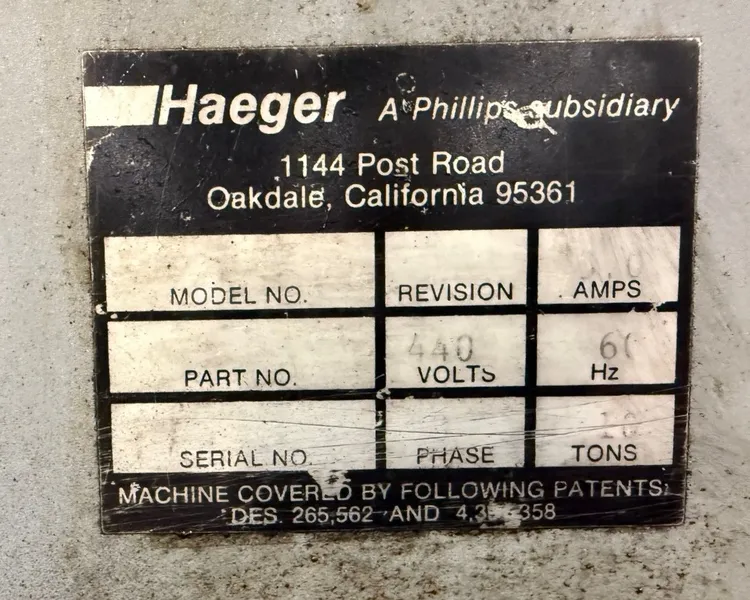 Haeger A Phillips subsidiary
1144 Post Road
Oakdale, California 95361
MODEL NO. REVISION AMPS
440
PART NO. VOLTS Hz
10
SERIAL NO. PHASE TONS
MACHINE COVERED BY FOLLOWING PATENTS:
DES. 265,562 AND